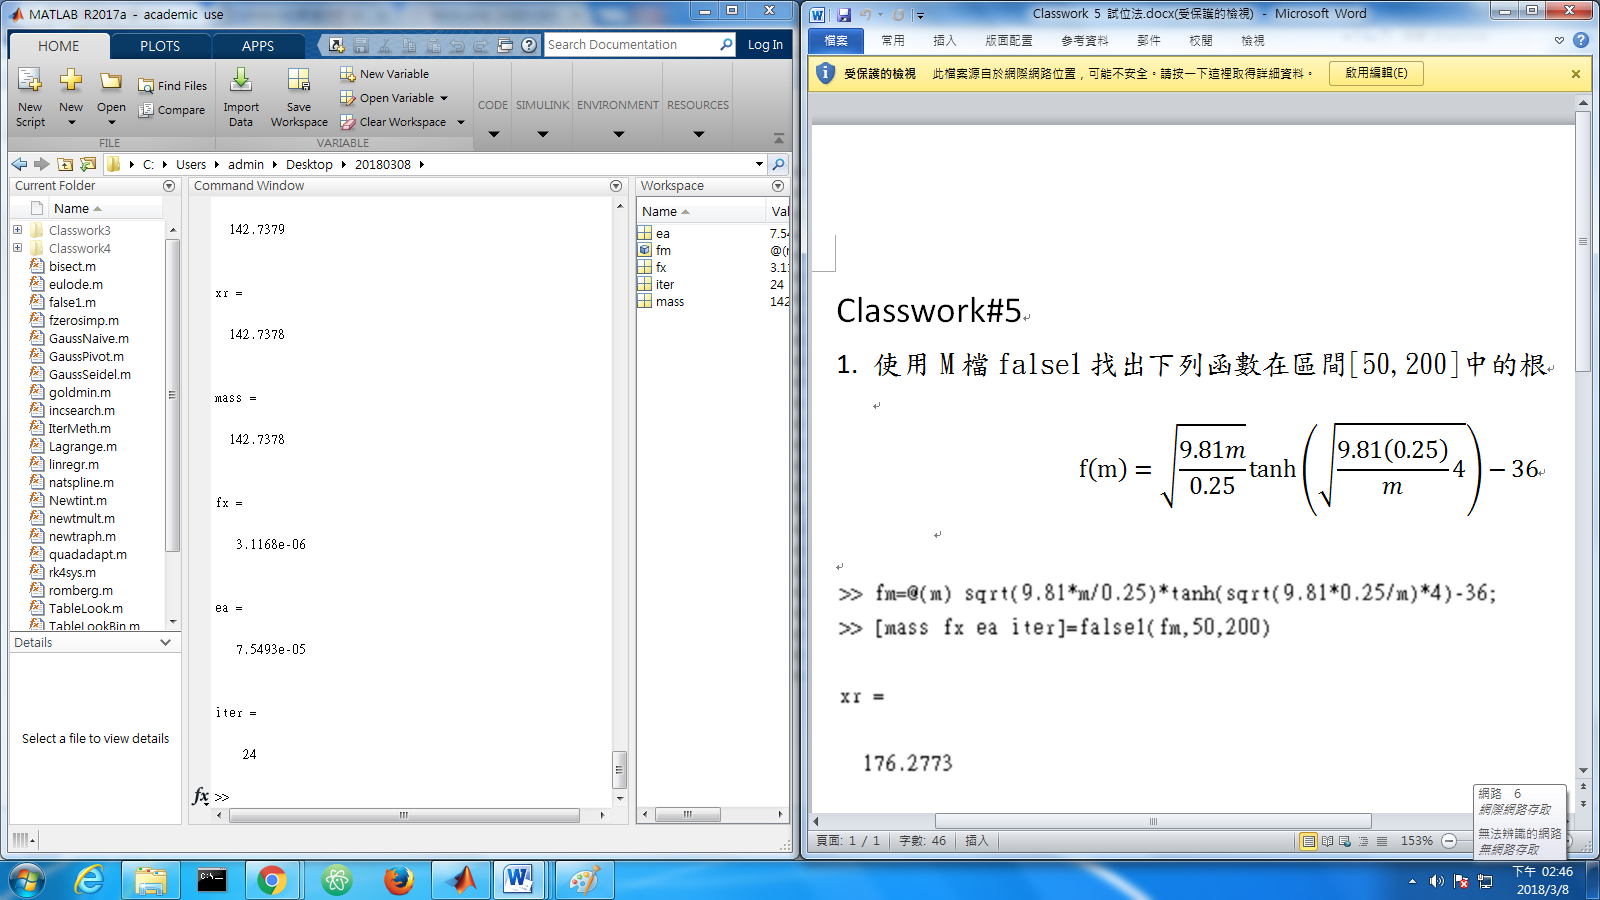 MATLAB R2017a - academic use
HOME
PLOTS
APPS
Search Documentation
Log In
New Script
New
Open
Find Files
Compare
Import Data
Save Workspace
New Variable
Open Variable
Clear Workspace
CODE
SIMULINK
ENVIRONMENT
RESOURCES
FILE
VARIABLE
C: Users admin Desktop 20180308
Current Folder
Name
Classwork3
Classwork4
bisect.m
eulode.m
false1.m
fzerosimp.m
GaussNaive.m
GaussPivot.m
GaussSeidel.m
goldmin.m
incsearch.m
IterMeth.m
Lagrange.m
linregr.m
natspline.m
Newtint.m
newtmult.m
newtraph.m
quadadapt.m
rk4sys.m
romberg.m
TableLook.m
TableLookBin.m
Details
Select a file to view details
Command Window
142.7379
xr =
142.7378
mass =
142.7378
fx =
3.1168e-06
ea =
7.5493e-05
iter =
24
fx >>
Workspace
Name Val
ea 7.54
fm @(r
fx 3.11
iter 24
mass 142
Classwork 5 試位法.docx(受保護的檢視) - Microsoft Word
檔案
常用
插入
版面配置
參考資料
郵件
校閱
檢視
受保護的檢視 此檔案源自於網際網路位置，可能不安全。請按一下這裡取得詳細資料。
啟用編輯(E)
Classwork#5
1. 使用 M 檔 false1 找出下列函數在區間[50,200]中的根
f(m) = √(9.81m/0.25) tanh(√(9.81(0.25)/m 4)) − 36
>> fm=@(m) sqrt(9.81*m/0.25)*tanh(sqrt(9.81*0.25/m)*4)-36;
>> [mass fx ea iter]=false1(fm,50,200)
xr =
176.2773
網路 6
網際網路存取
無法辨識的網路
無網路存取
頁面: 1 / 1
字數: 46
插入
153%
下午 02:46
2018/3/8